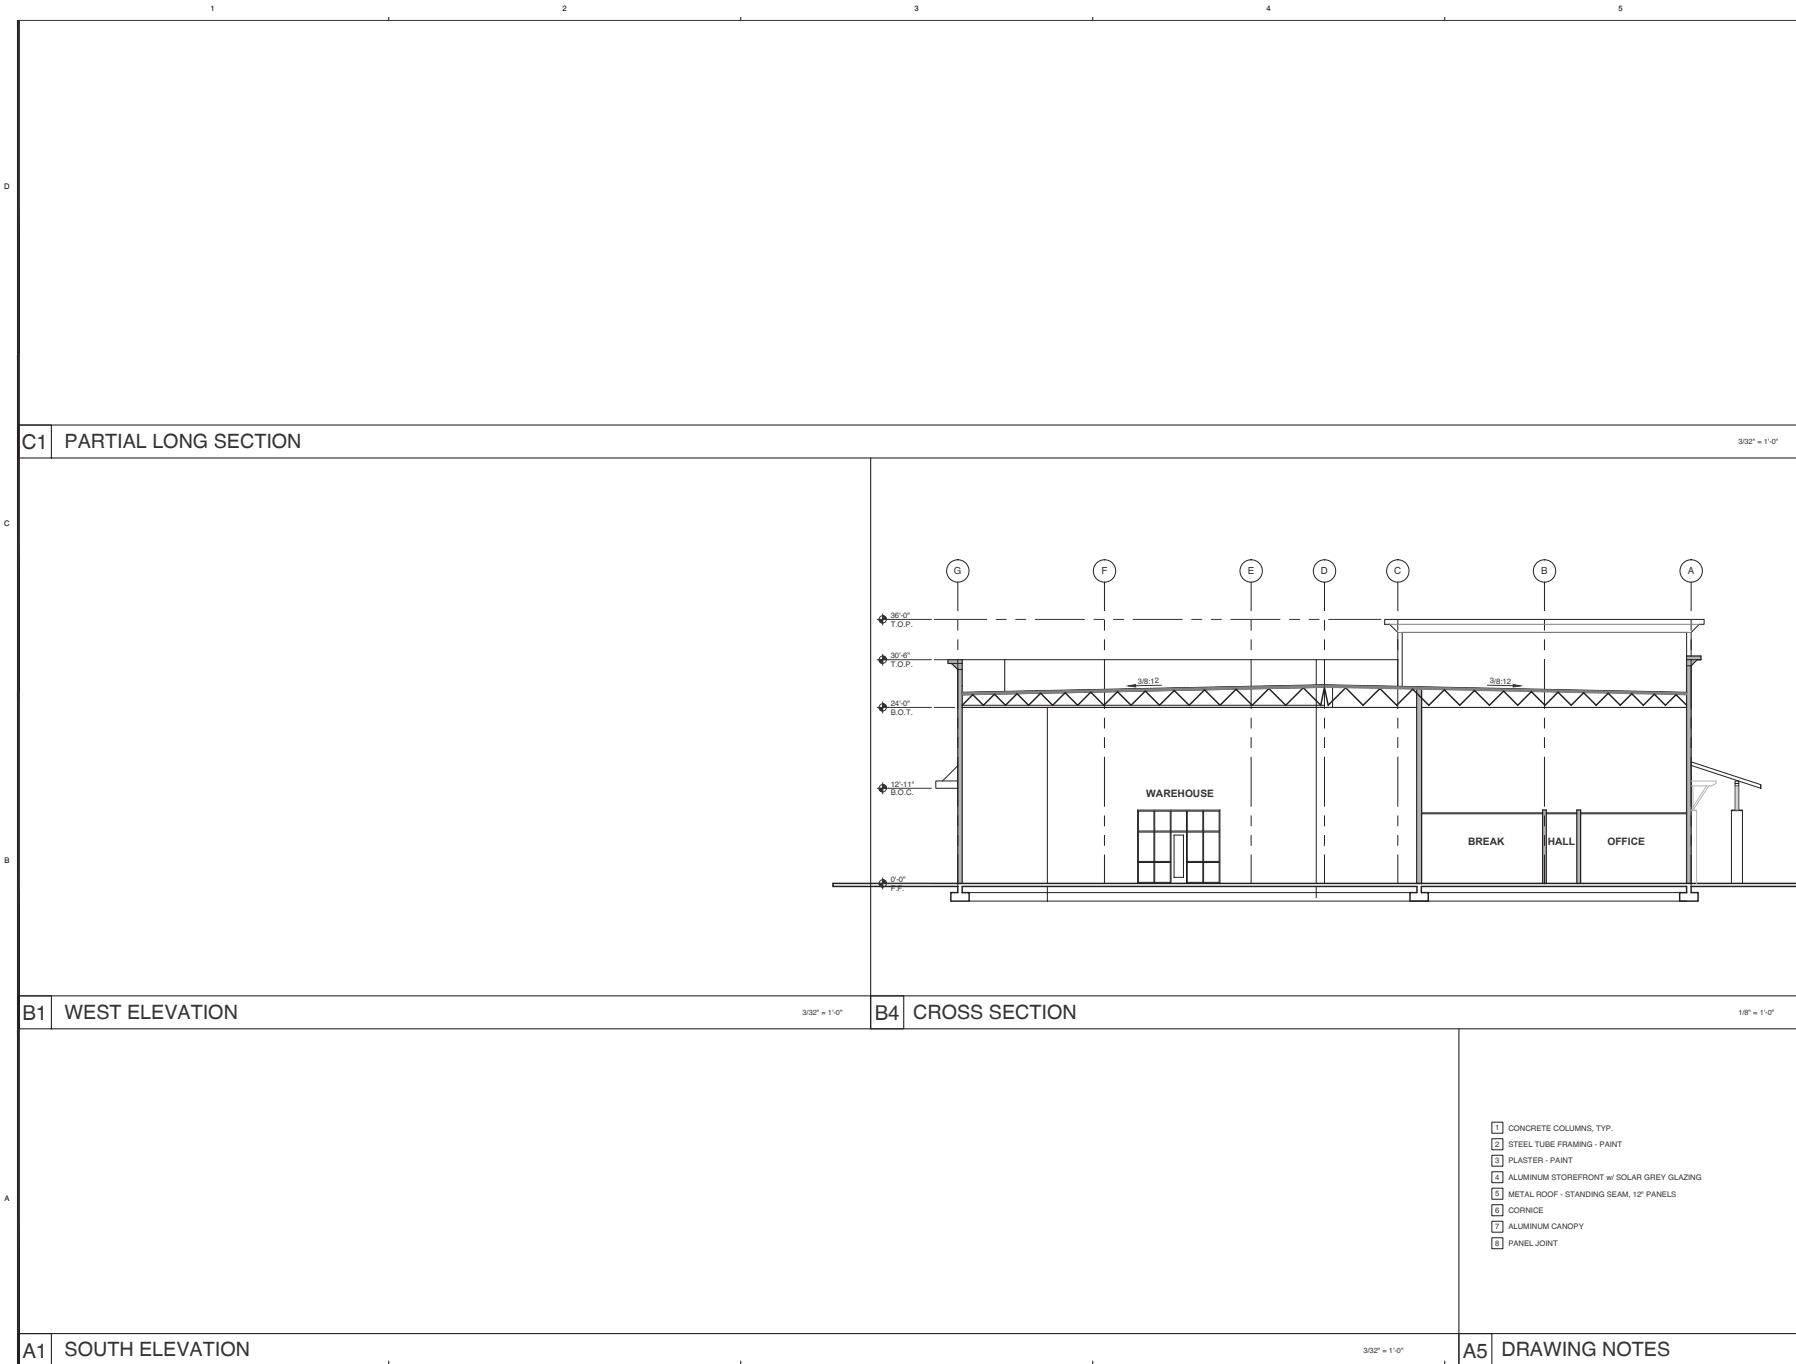 1 2 3 4 5
D
C1 PARTIAL LONG SECTION 3/32" = 1'-0"
C
G F E D C B A
36'-0"
T.O.P.
30'-6"
T.O.P.
3/8:12 3/8:12
24'-0"
B.O.T.
12'-11"
B.O.C.
WAREHOUSE
BREAK HALL OFFICE
B
0'-0"
F.F.
B1 WEST ELEVATION 3/32" = 1'-0"
B4 CROSS SECTION 1/8" = 1'-0"
1 CONCRETE COLUMNS, TYP.
2 STEEL TUBE FRAMING - PAINT
3 PLASTER - PAINT
4 ALUMINUM STOREFRONT w/ SOLAR GREY GLAZING
5 METAL ROOF - STANDING SEAM, 12" PANELS
6 CORNICE
7 ALUMINUM CANOPY
8 PANEL JOINT
A
A1 SOUTH ELEVATION 3/32" = 1'-0"
A5 DRAWING NOTES